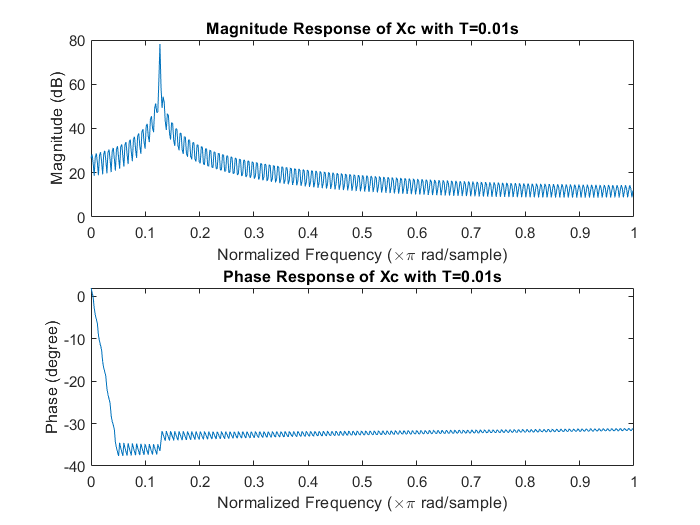 Magnitude Response of Xc with T=0.01s
80
60
40
20
0
Magnitude (dB)
0 0.1 0.2 0.3 0.4 0.5 0.6 0.7 0.8 0.9 1
Normalized Frequency (×π rad/sample)
Phase Response of Xc with T=0.01s
0
-10
-20
-30
-40
Phase (degree)
0 0.1 0.2 0.3 0.4 0.5 0.6 0.7 0.8 0.9 1
Normalized Frequency (×π rad/sample)